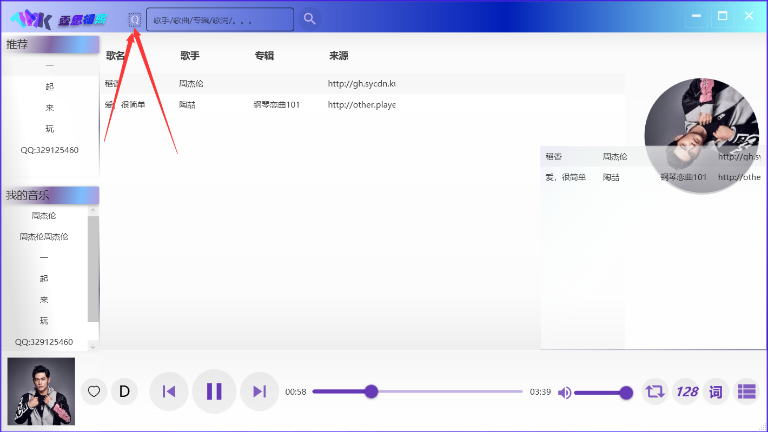 Q 歌手/歌曲/专辑/歌词/。。。
推荐
一
起
来
玩
QQ:329125460
我的音乐
周杰伦
周杰伦周杰伦
一
起
来
玩
QQ:329125460
歌名 歌手 专辑 来源
稻香 周杰伦 http://gh.sycdn.ku
爱，很简单 陶喆 钢琴恋曲101 http://other.playe
稻香 周杰伦 http://gh.sy
爱，很简单 陶喆 钢琴恋曲101 http://othe
D 00:58 03:39 128 词